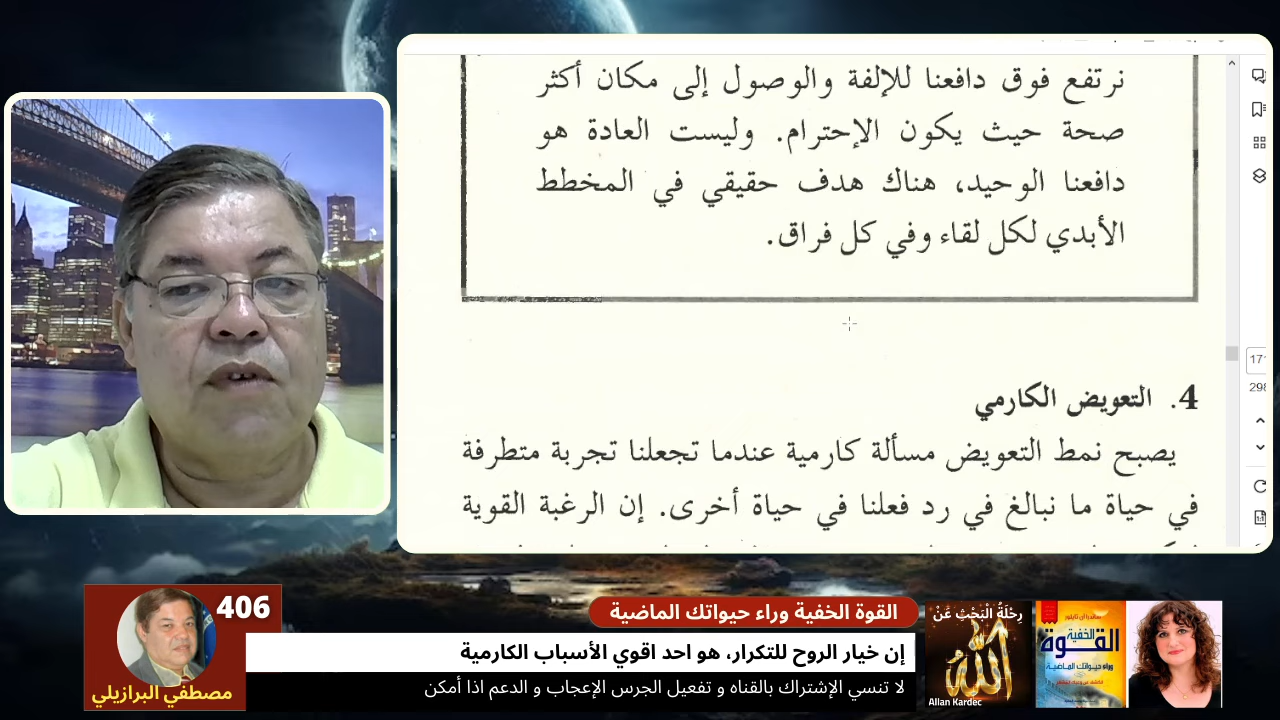 نرتفع فوق دافعنا للإلفة والوصول إلى مكان أكثر
صحة حيث يكون الإحترام. وليست العادة هو
دافعنا الوحيد، هناك هدف حقيقي في المخطط
الأبدي لكل لقاء وفي كل فراق.
4. التعويض الكارمي
يصبح نمط التعويض مسألة كارمية عندما تجعلنا تجربة متطرفة
في حياة ما نبالغ في رد فعلنا في حياة أخرى. إن الرغبة القوية
17
298
406
مصطفي البرازيلي
القوة الخفية وراء حيواتك الماضية
إن خيار الروح للتكرار، هو احد اقوي الأسباب الكارمية
لا تنسي الإشتراك بالقناه و تفعيل الجرس الإعجاب و الدعم اذا أمكن
رِحْلَةُ الْبَحْثِ عَنْ
الله
Allan Kardec
الخفية
القوة
وراء حيواتك الماضية